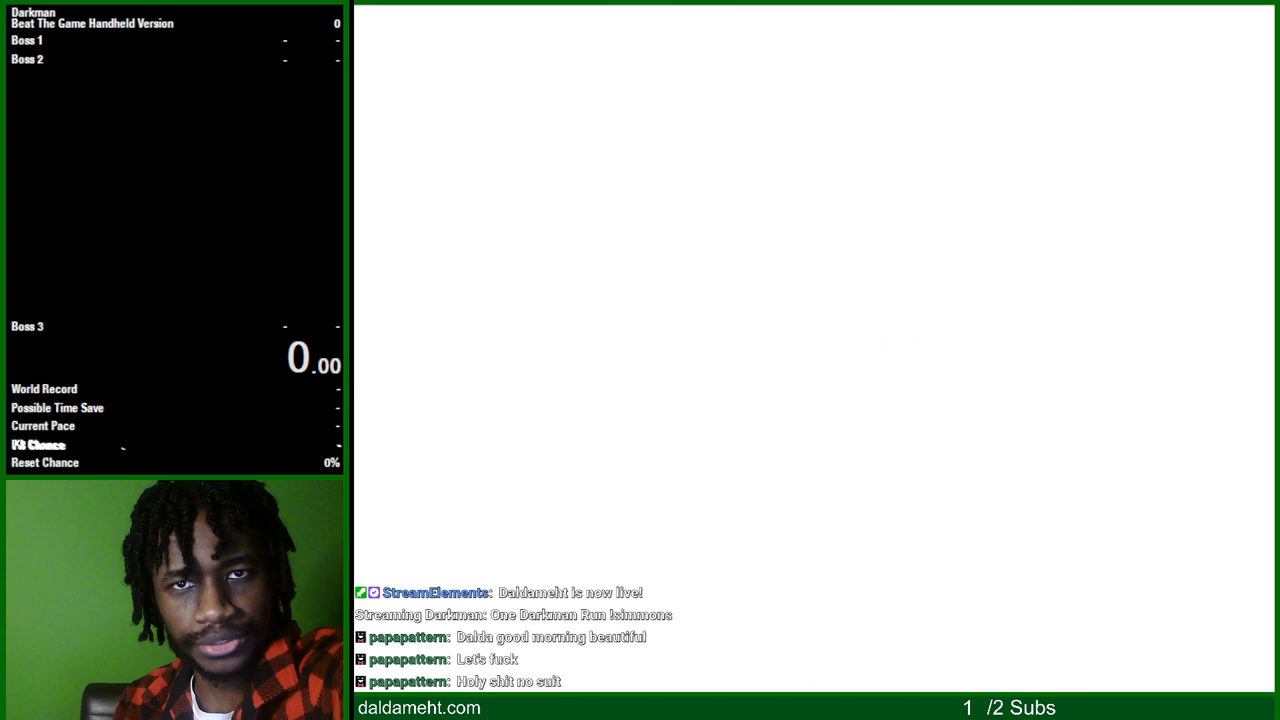 Darkman
Beat The Game Handheld Version 0
Boss 1 - -
Boss 2 - -
Boss 3 - -
0.00
World Record -
Possible Time Save -
Current Pace -
Chance -
Reset Chance 0%
StreamElements: Daldameht is now live!
Streaming Darkman: One Darkman Run !simmons
papapattern: Dalda good morning beautiful
papapattern: Let's fuck
papapattern: Holy shit no suit
daldameht.com 1 /2 Subs